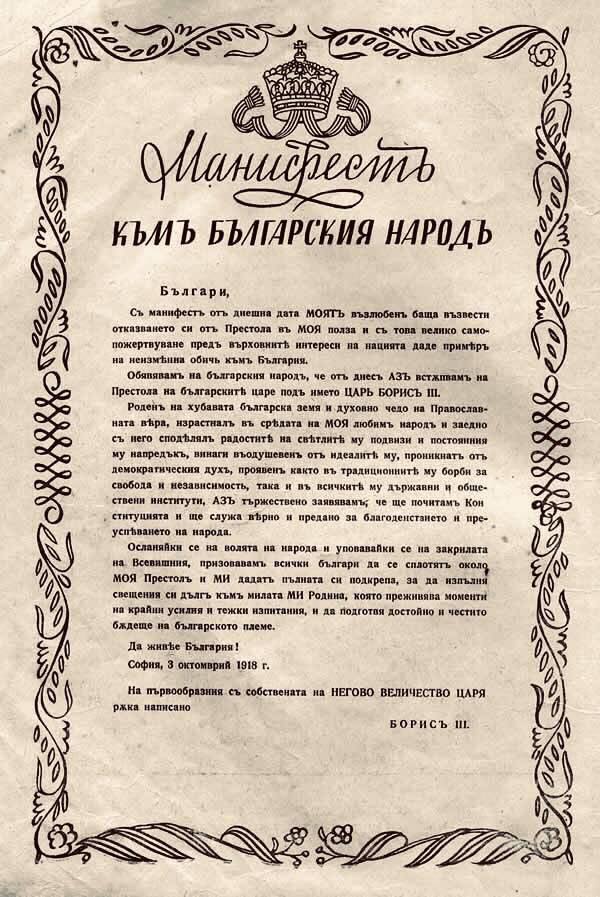 Манифестъ
КЪМЪ БЪЛГАРСКИЯ НАРОДЪ
Българи,
Съ манифестъ отъ днешна дата МОЯТЪ възлюбенъ баща възвести
отказването си отъ Престола въ МОЯ полза и съ това велико само-
пожертвуване предъ върховнитѣ интереси на нацията даде примѣръ
на неизмѣнна обичь къмъ България.
Обявявамъ на българския народъ, че отъ днесъ АЗЪ встѫпвамъ на
Престола на българскитѣ царе подъ името ЦАРЬ БОРИСЪ III.
Роденъ на хубавата българска земя и духовно чедо на Православ-
ната вѣра, израстналъ въ срѣдата на МОЯ любимъ народъ и заедно
съ него сподѣлялъ радоститѣ на свѣтлитѣ му подвизи и постоянния
му напредъкъ, винаги въодушевенъ отъ идеалитѣ му, проникнатъ отъ
демократическия духъ, проявенъ както въ традиционнитѣ му борби за
свобода и независимость, така и въ всичкитѣ му държавни и обще-
ствени институти, АЗЪ тържествено заявявамъ, че ще почитамъ Кон
ституцията и ще служа вѣрно и предано за благоденствието и пре-
успѣването на народа.
Осланяйки се на волята на народа и уповавайки се на закрилата
на Всевишния, призовавамъ всички българи да се сплотятъ около
МОЯ Престолъ и МИ дадатъ пълната си подкрепа, за да изпълня
свещения си дългъ къмъ милата МИ Родина, която преживява моменти
на крайни усилия и тежки изпитания, и да подготвя достойно и честито
бѫдеще на българското племе.
Да живѣе България!
София, 3 октомврий 1918 г.
На първообразния съ собствената на НЕГОВО ВЕЛИЧЕСТВО ЦАРЯ
рѫка написано
БОРИСЪ III.